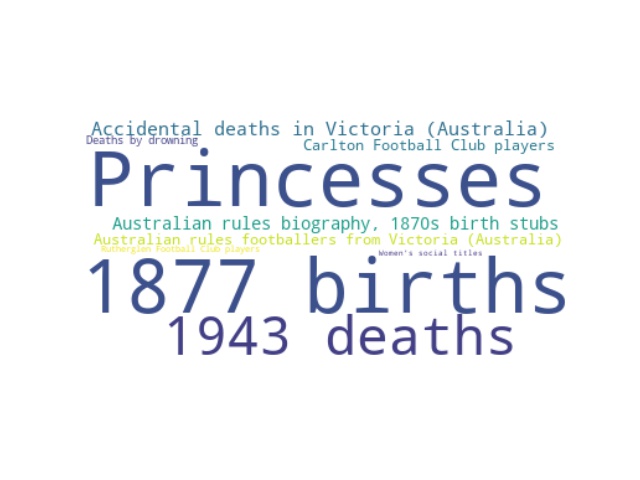 Accidental deaths in Victoria (Australia)
Deaths by drowning
Carlton Football Club players
Princesses
Australian rules biography, 1870s birth stubs
Australian rules footballers from Victoria (Australia)
Rutherglen Football Club players
Women's social titles
1877 births
1943 deaths